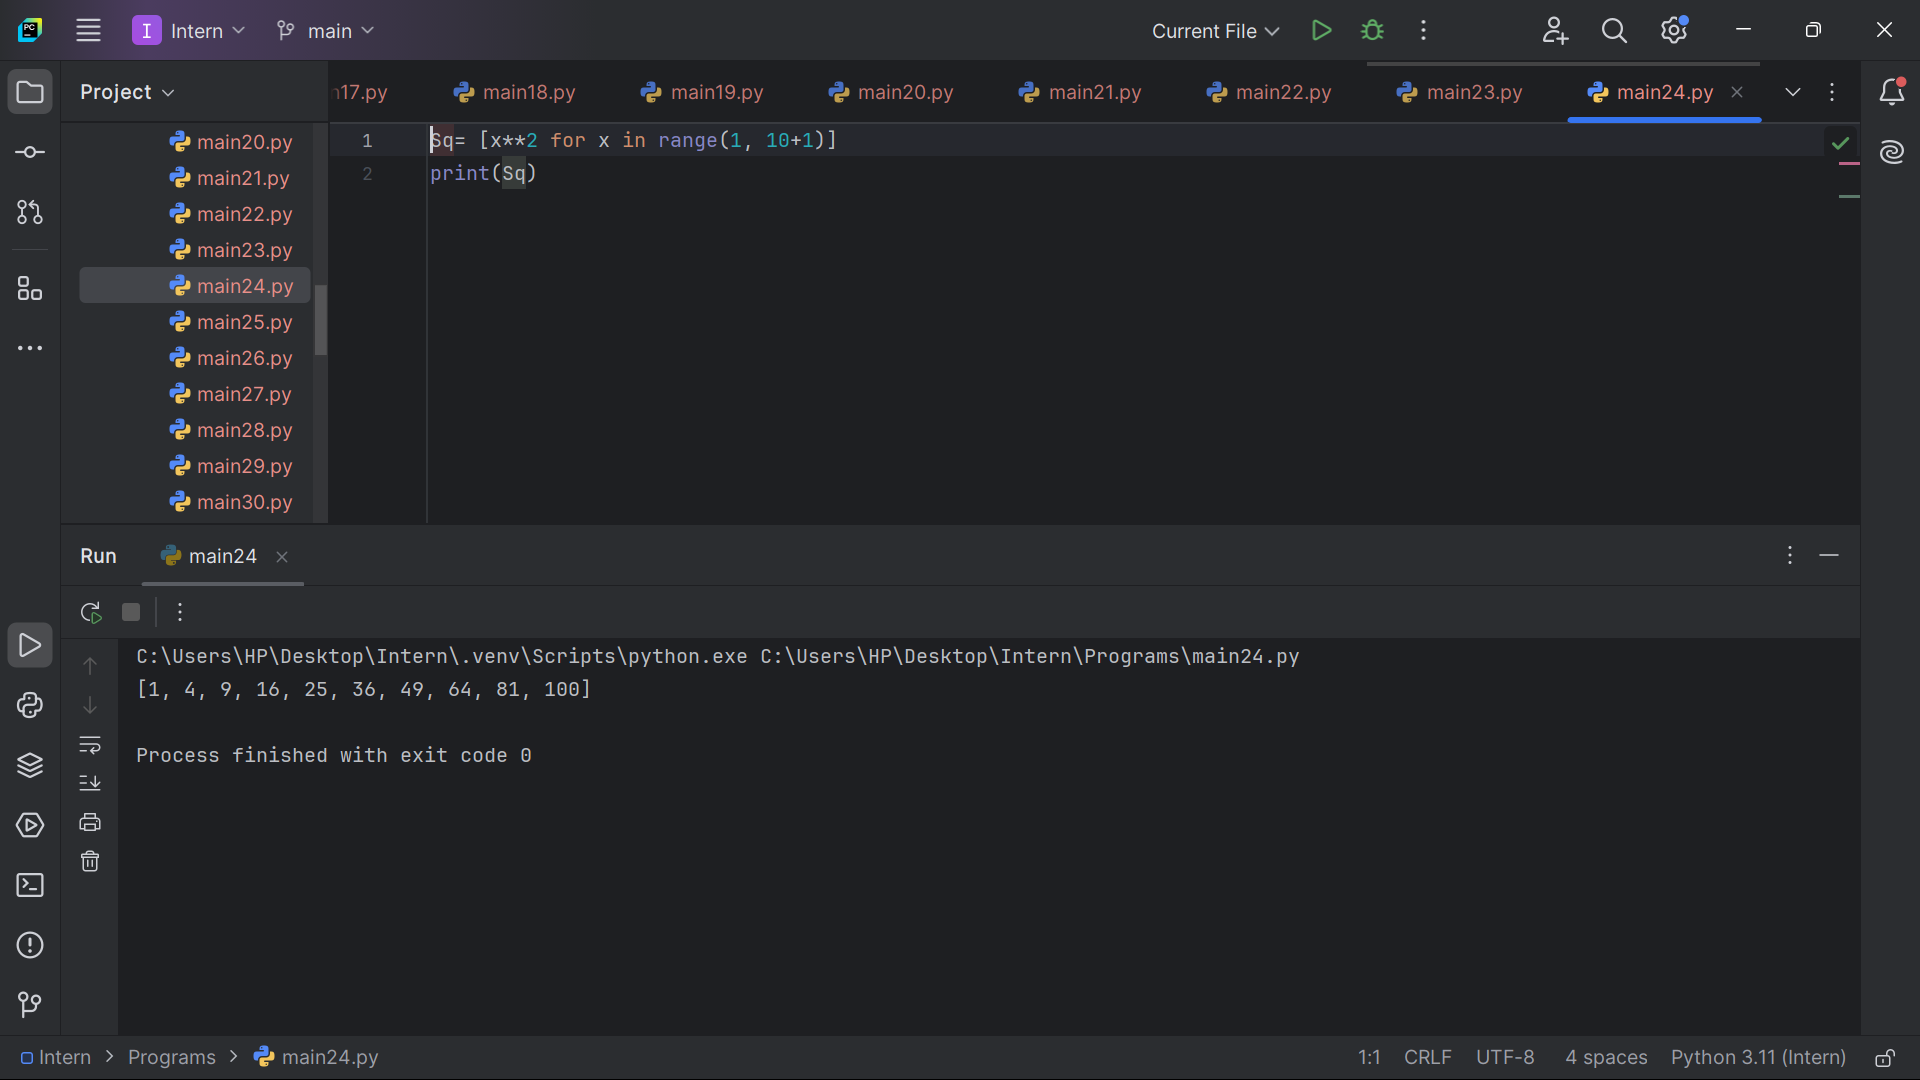 PC
I Intern main Current File
Project
17.py main18.py main19.py main20.py main21.py main22.py main23.py main24.py
main20.py
main21.py
main22.py
main23.py
main24.py
main25.py
main26.py
main27.py
main28.py
main29.py
main30.py
1 Sq= [x**2 for x in range(1, 10+1)]
2 print(Sq)
Run main24
C:\Users\HP\Desktop\Intern\.venv\Scripts\python.exe C:\Users\HP\Desktop\Intern\Programs\main24.py
[1, 4, 9, 16, 25, 36, 49, 64, 81, 100]
Process finished with exit code 0
Intern > Programs > main24.py 1:1 CRLF UTF-8 4 spaces Python 3.11 (Intern)